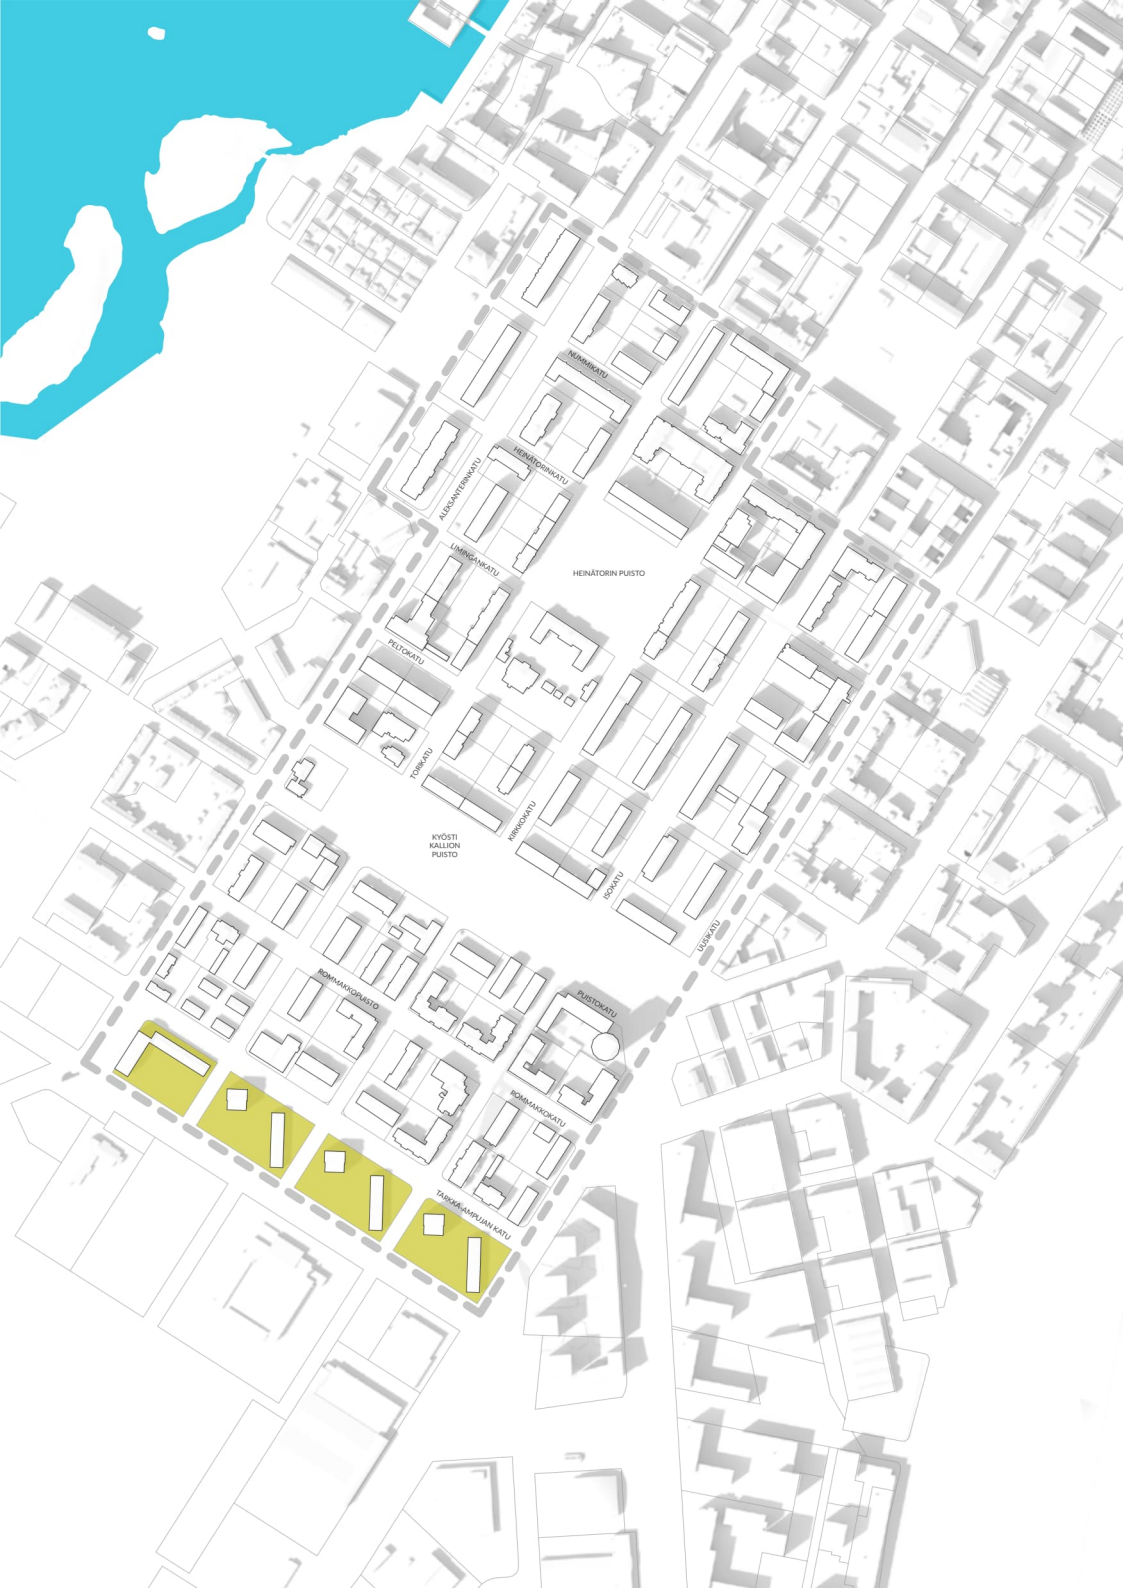 NUMMIKATU
HEINÄTORINKATU
ALEKSANTERINKATU
LIMINGANKATU
HEINÄTORIN PUISTO
PELTOKATU
TORIKATU
KIRKKOKATU
KYÖSTI
KALLION
PUISTO
ISOKATU
UUSIKATU
ROMMAKKOPUISTO
PUISTOKATU
ROMMAKKOKATU
TARKKA-AMPUJAN KATU